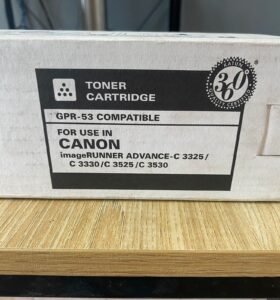 TONER
CARTRIDGE
360°
GPR-53 COMPATIBLE
FOR USE IN
CANON
imageRUNNER ADVANCE-C 3325/
C 3330/C 3525/C 3530